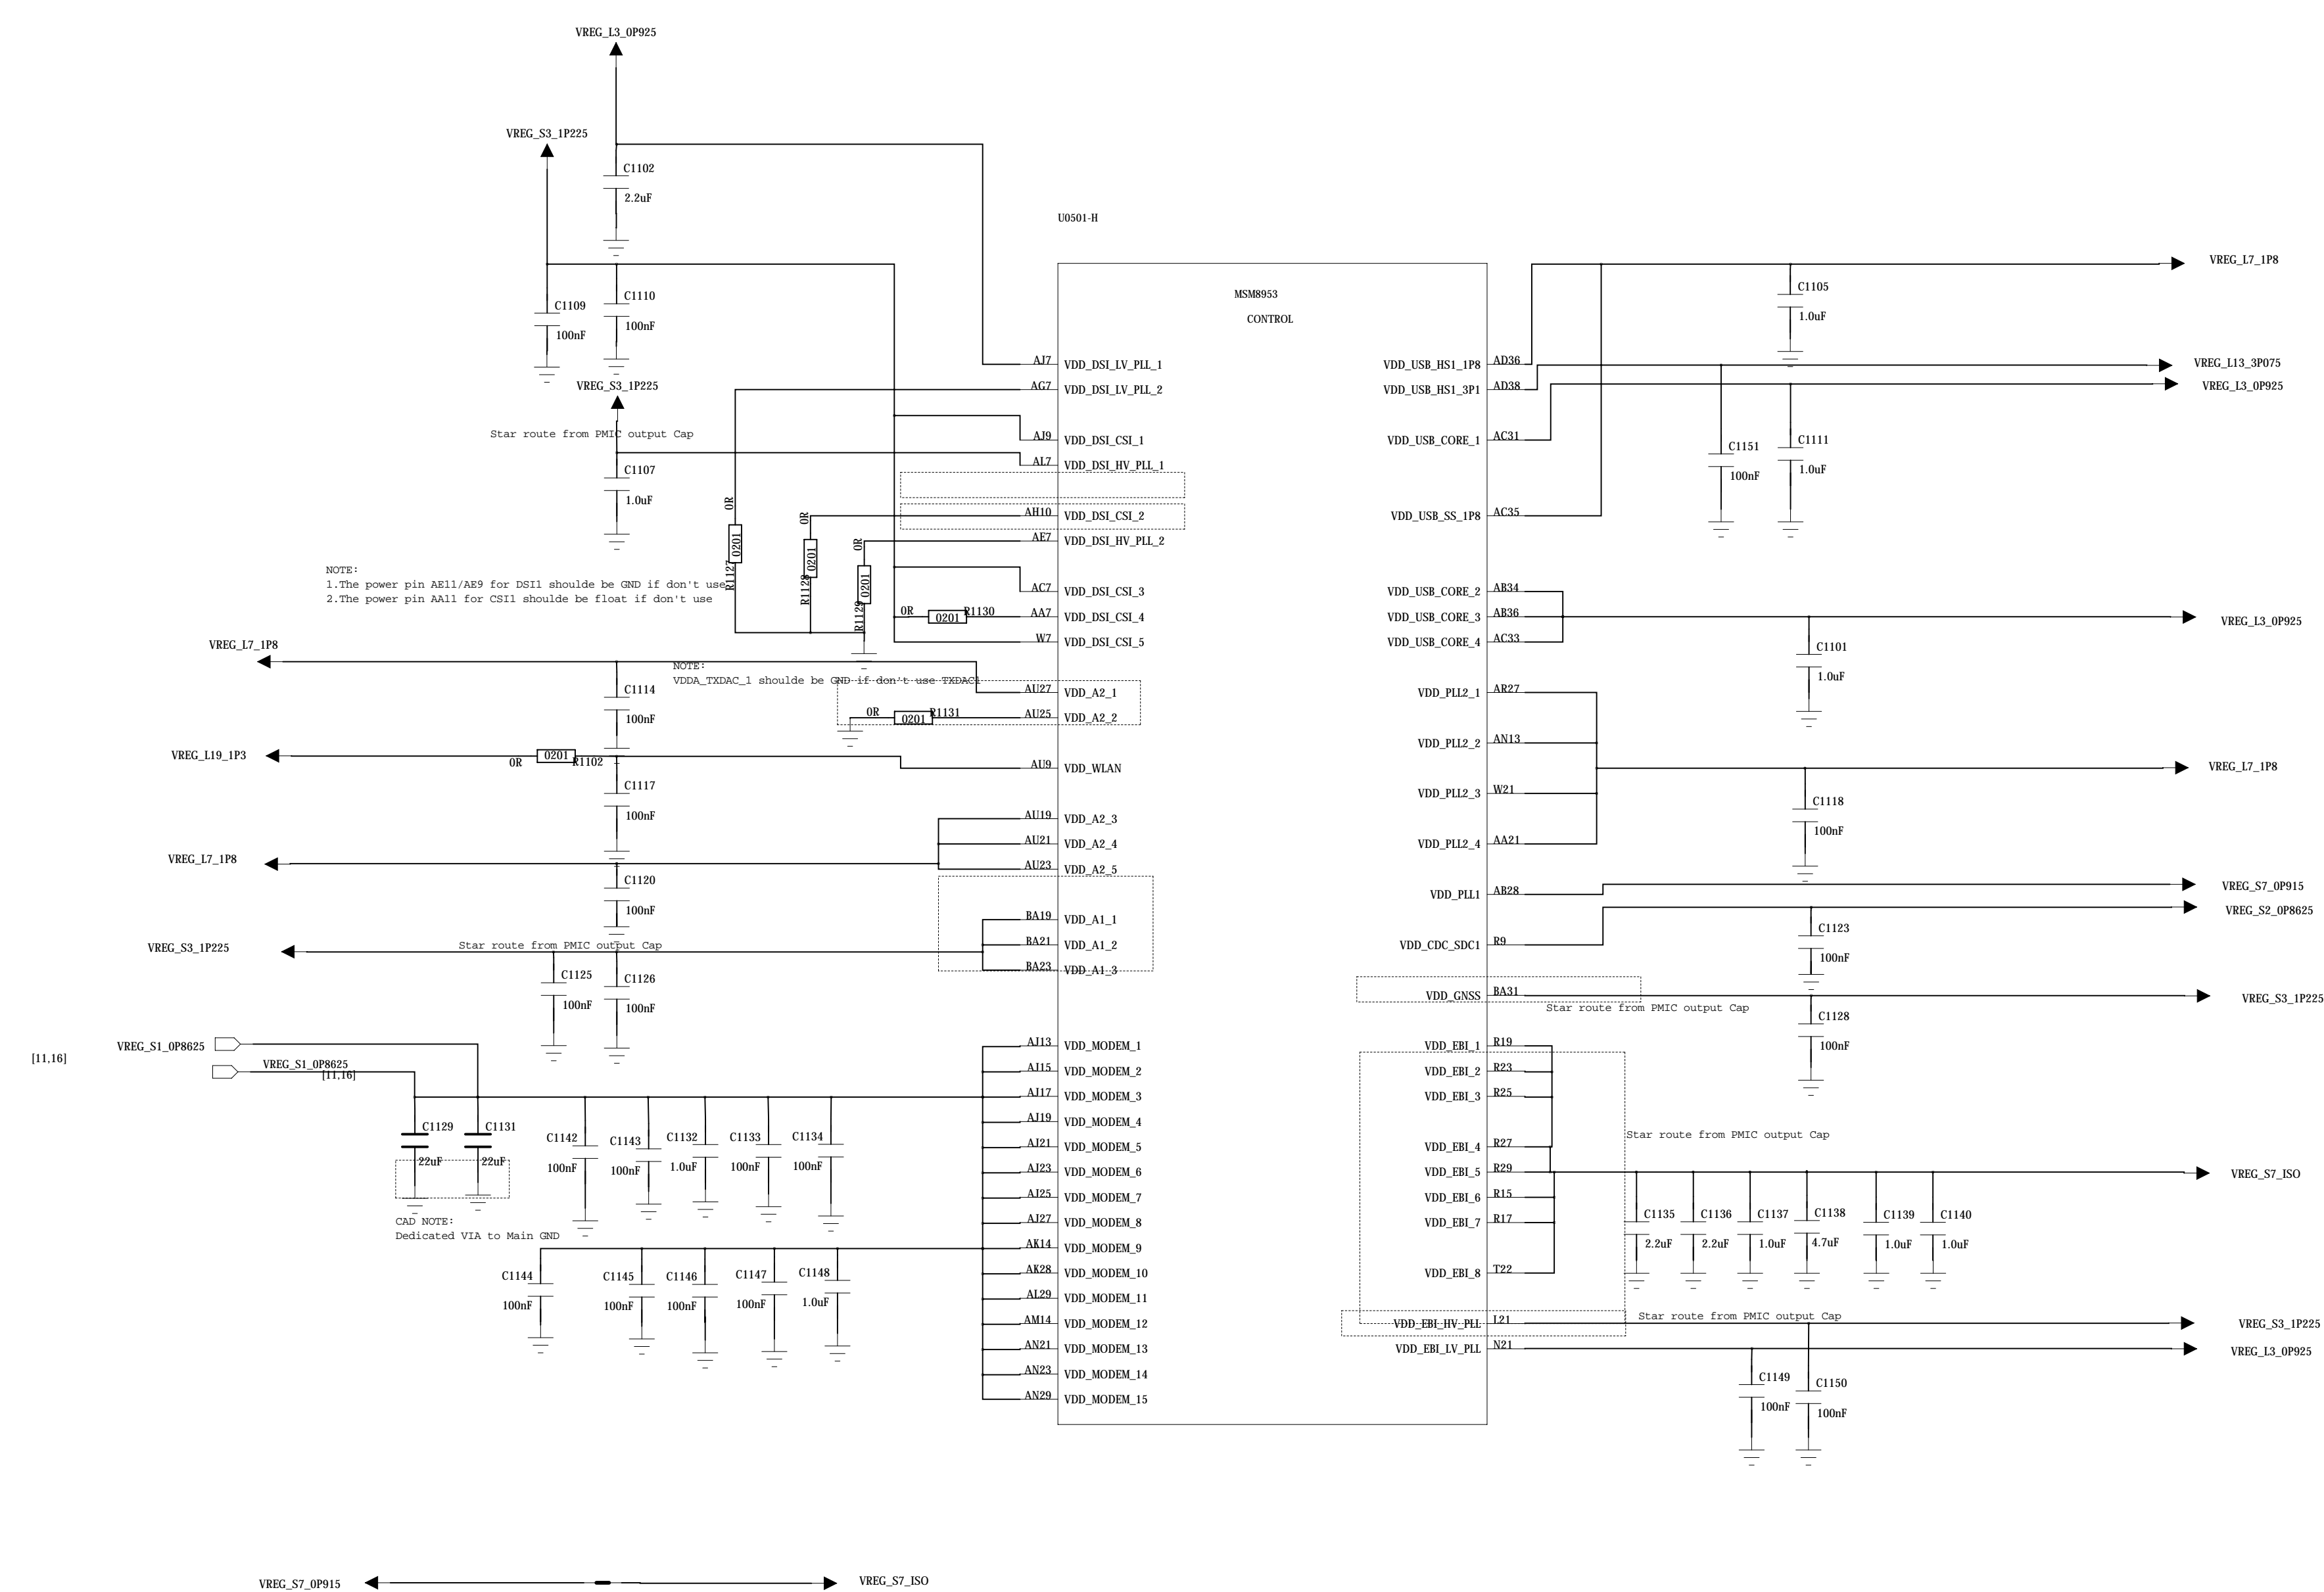 VREG_L3_0P925
VREG_S3_1P225
C1102
2.2uF
U0501-H
C1109
100nF
C1110
100nF
VREG_S3_1P225
Star route from PMIC output Cap
C1107
1.0uF
NOTE:
1.The power pin AE11/AE9 for DSI1 shoulde be GND if don't use
2.The power pin AA11 for CSI1 shoulde be float if don't use
0R
0201
R1127
0R
0201
R1128
0R
0201
R1129
0R
0201
R1130
VREG_L7_1P8
NOTE:
VDDA_TXDAC_1 shoulde be GND if don't use TXDAC1
C1114
100nF
0R
0201
R1131
VREG_L19_1P3
0R
0201
R1102
C1117
100nF
VREG_L7_1P8
C1120
100nF
VREG_S3_1P225
Star route from PMIC output Cap
C1125
100nF
C1126
100nF
[11,16]
VREG_S1_0P8625
VREG_S1_0P8625
[11,16]
C1129
22uF
C1131
22uF
C1142
100nF
C1143
100nF
C1132
1.0uF
C1133
100nF
C1134
100nF
CAD NOTE:
Dedicated VIA to Main GND
C1144
100nF
C1145
100nF
C1146
100nF
C1147
100nF
C1148
1.0uF
MSM8953
CONTROL
AJ7 VDD_DSI_LV_PLL_1
AG7 VDD_DSI_LV_PLL_2
AJ9 VDD_DSI_CSI_1
AL7 VDD_DSI_HV_PLL_1
AH10 VDD_DSI_CSI_2
AE7 VDD_DSI_HV_PLL_2
AC7 VDD_DSI_CSI_3
AA7 VDD_DSI_CSI_4
W7 VDD_DSI_CSI_5
AU27 VDD_A2_1
AU25 VDD_A2_2
AU9 VDD_WLAN
AU19 VDD_A2_3
AU21 VDD_A2_4
AU23 VDD_A2_5
BA19 VDD_A1_1
BA21 VDD_A1_2
BA23 VDD_A1_3
AJ13 VDD_MODEM_1
AJ15 VDD_MODEM_2
AJ17 VDD_MODEM_3
AJ19 VDD_MODEM_4
AJ21 VDD_MODEM_5
AJ23 VDD_MODEM_6
AJ25 VDD_MODEM_7
AJ27 VDD_MODEM_8
AK14 VDD_MODEM_9
AK28 VDD_MODEM_10
AL29 VDD_MODEM_11
AM14 VDD_MODEM_12
AN21 VDD_MODEM_13
AN23 VDD_MODEM_14
AN29 VDD_MODEM_15
VDD_USB_HS1_1P8 AD36
VDD_USB_HS1_3P1 AD38
VDD_USB_CORE_1 AC31
VDD_USB_SS_1P8 AC35
VDD_USB_CORE_2 AB34
VDD_USB_CORE_3 AB36
VDD_USB_CORE_4 AC33
VDD_PLL2_1 AR27
VDD_PLL2_2 AN13
VDD_PLL2_3 W21
VDD_PLL2_4 AA21
VDD_PLL1 AB28
VDD_CDC_SDC1 R9
VDD_GNSS BA31
VDD_EBI_1 R19
VDD_EBI_2 R23
VDD_EBI_3 R25
VDD_EBI_4 R27
VDD_EBI_5 R29
VDD_EBI_6 R15
VDD_EBI_7 R17
VDD_EBI_8 T22
VDD_EBI_HV_PLL L21
VDD_EBI_LV_PLL N21
VREG_L7_1P8
C1105
1.0uF
VREG_L13_3P075
VREG_L3_0P925
C1151
100nF
C1111
1.0uF
VREG_L3_0P925
C1101
1.0uF
VREG_L7_1P8
C1118
100nF
VREG_S7_0P915
VREG_S2_0P8625
C1123
100nF
VREG_S3_1P225
Star route from PMIC output Cap
C1128
100nF
Star route from PMIC output Cap
VREG_S7_ISO
C1135
2.2uF
C1136
2.2uF
C1137
1.0uF
C1138
4.7uF
C1139
1.0uF
C1140
1.0uF
Star route from PMIC output Cap
VREG_S3_1P225
VREG_L3_0P925
C1149
100nF
C1150
100nF
VREG_S7_0P915
VREG_S7_ISO